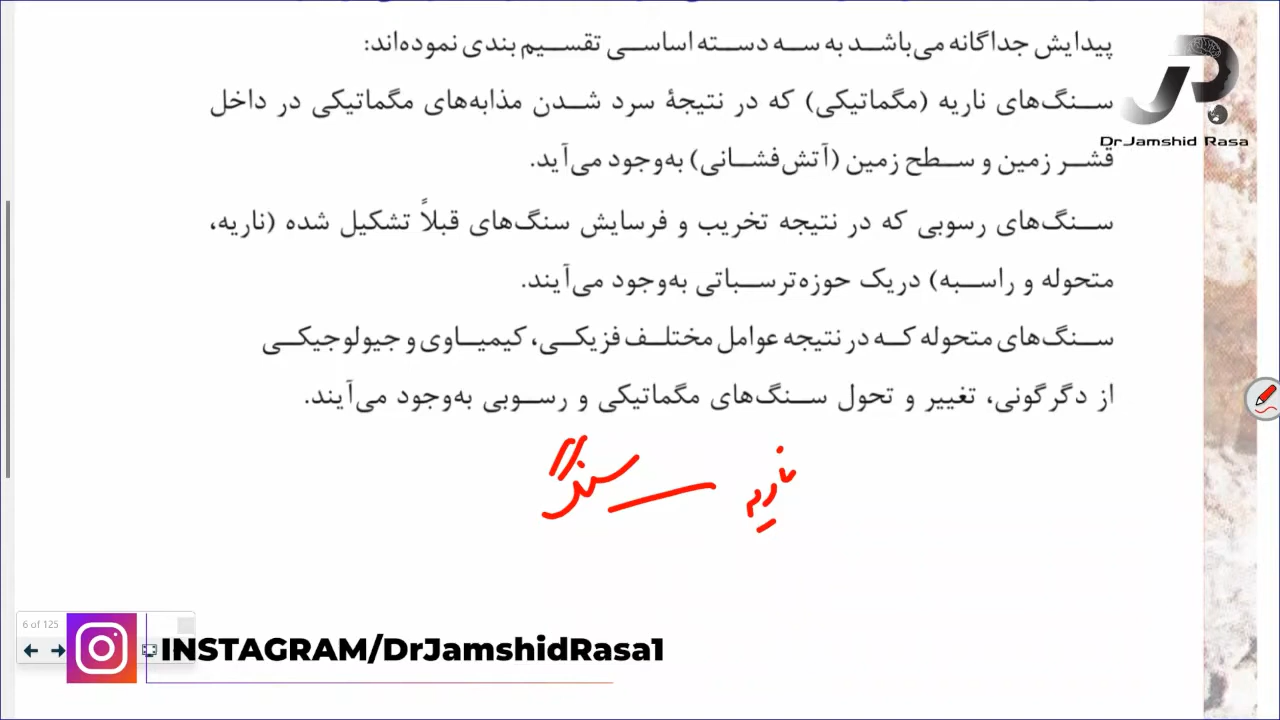 پیدایش جداگانه می‌باشد به سه دسته اساسی تقسیم بندی نموده‌اند:
سنگ‌های ناریه (مگماتیکی) که در نتیجهٔ سرد شدن مذابه‌های مگماتیکی در داخل
قشر زمین و سطح زمین (آتش‌فشانی) به‌وجود می‌آید.
سنگ‌های رسوبی که در نتیجه تخریب و فرسایش سنگ‌های قبلاً تشکیل شده (ناریه،
متحوله و راسبه) دریک حوزه‌ترسباتی به‌وجود می‌آیند.
سنگ‌های متحوله که در نتیجه عوامل مختلف فزیکی، کیمیاوی و جیولوجیکی
از دگرگونی، تغییر و تحول سنگ‌های مگماتیکی و رسوبی به‌وجود می‌آیند.
ناریه سنگ
Dr.Jamshid Rasa
6 of 125
INSTAGRAM/DrJamshidRasa1